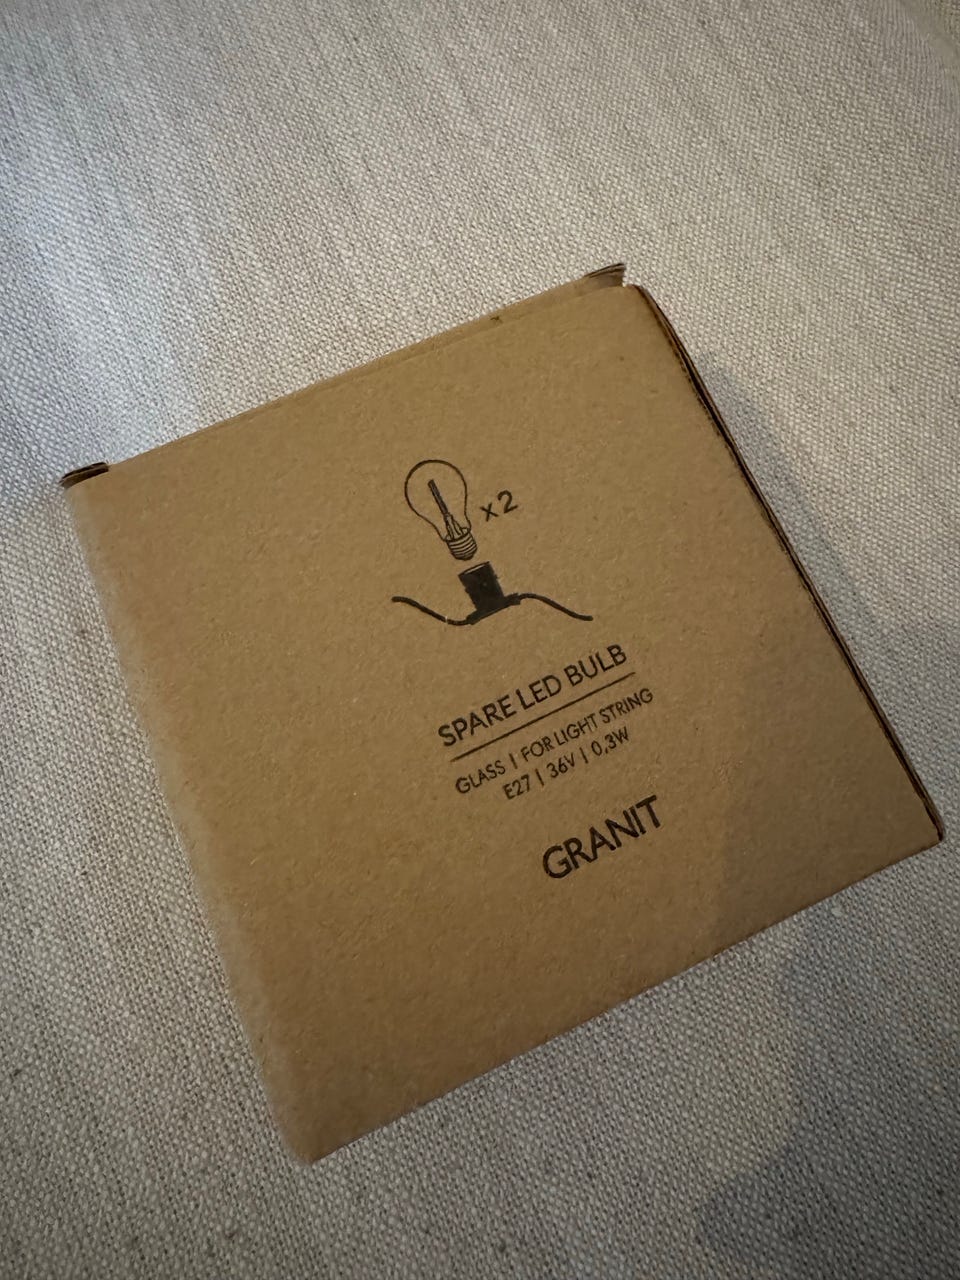 x2
SPARE LED BULB
GLASS | FOR LIGHT STRING
E27 | 36V | 0,3W
GRANIT